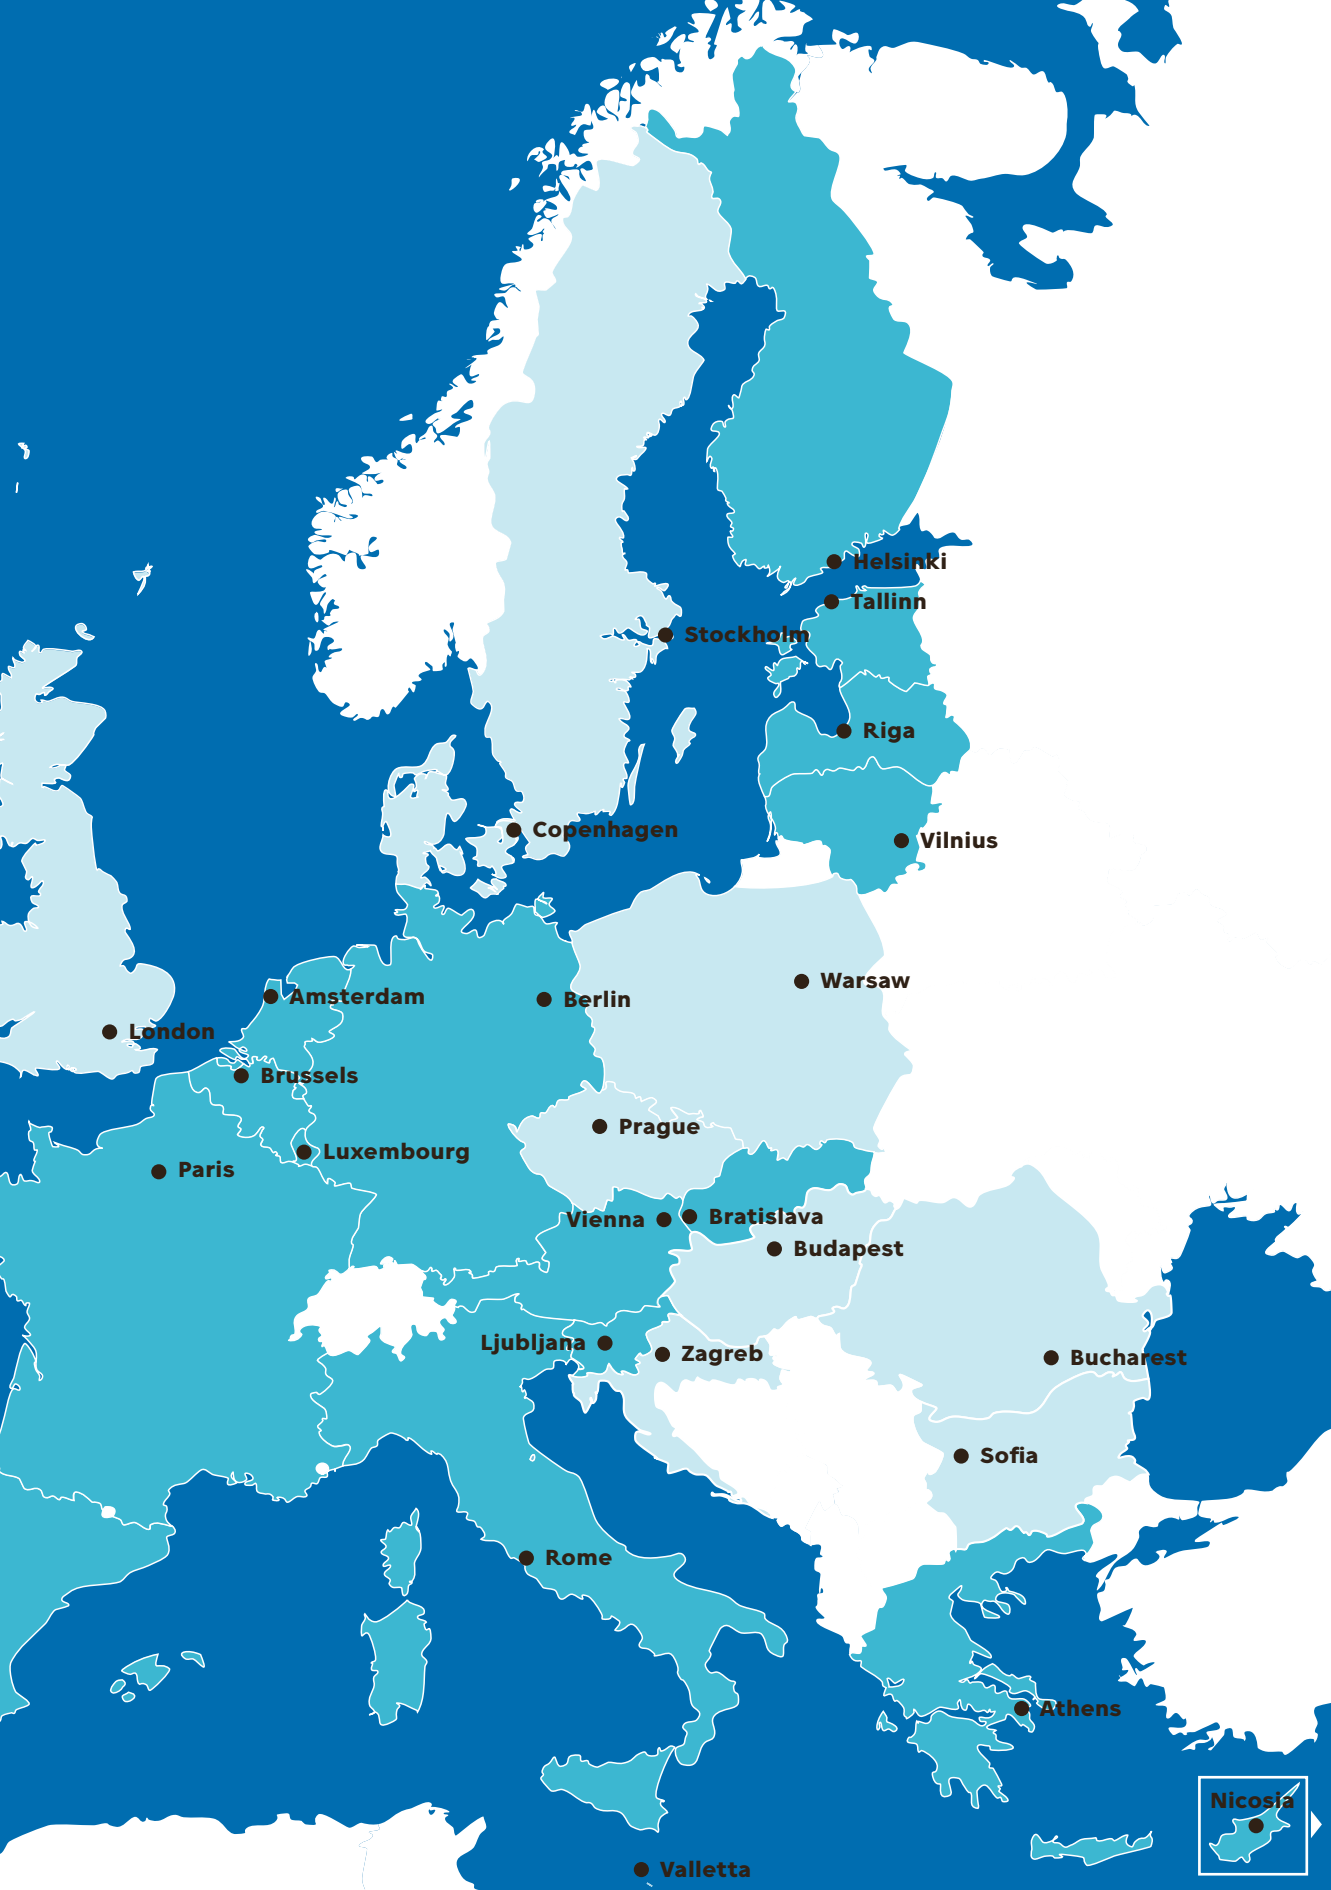 Helsinki
Tallinn
Stockholm
Riga
Copenhagen
Vilnius
Warsaw
Amsterdam
Berlin
London
Brussels
Prague
Luxembourg
Paris
Vienna
Bratislava
Budapest
Ljubljana
Zagreb
Bucharest
Sofia
Rome
Athens
Nicosia
Valletta